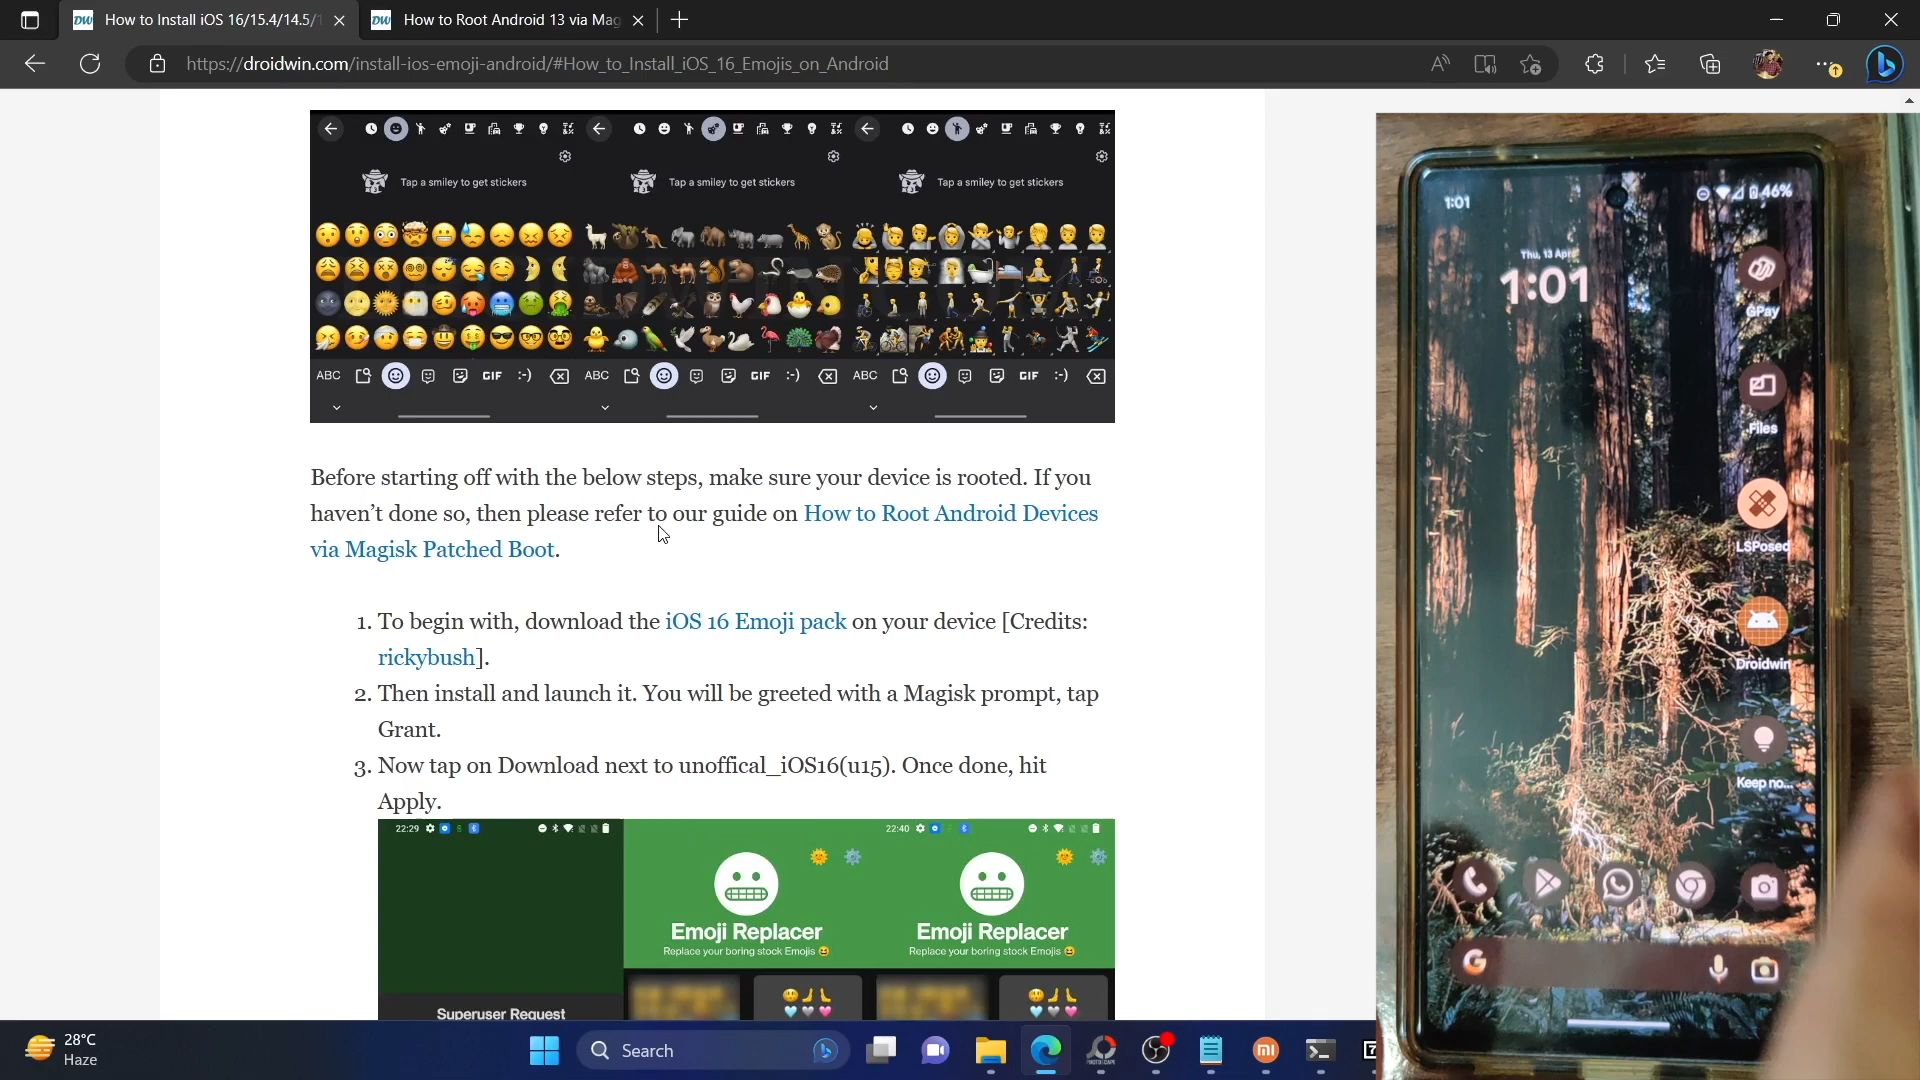 How to Install iOS 16/15.4/14.5/1
How to Root Android 13 via Mag
https://droidwin.com/install-ios-emoji-android/#How_to_Install_iOS_16_Emojis_on_Android
Tap a smiley to get stickers
Tap a smiley to get stickers
Tap a smiley to get stickers
ABC GIF :-)
ABC GIF :-)
ABC GIF :-)
Before starting off with the below steps, make sure your device is rooted. If you
haven’t done so, then please refer to our guide on How to Root Android Devices
via Magisk Patched Boot.
1. To begin with, download the iOS 16 Emoji pack on your device [Credits:
rickybush].
2. Then install and launch it. You will be greeted with a Magisk prompt, tap
Grant.
3. Now tap on Download next to unoffical_iOS16(u15). Once done, hit
Apply.
22:29
22:40
Emoji Replacer
Replace your boring stock Emojis
Emoji Replacer
Replace your boring stock Emojis
Superuser Request
1:01
46%
Thu, 13 Apr
1:01
GPay
Files
LSPosed
Droidwin
Keep no...
28°C
Haze
Search